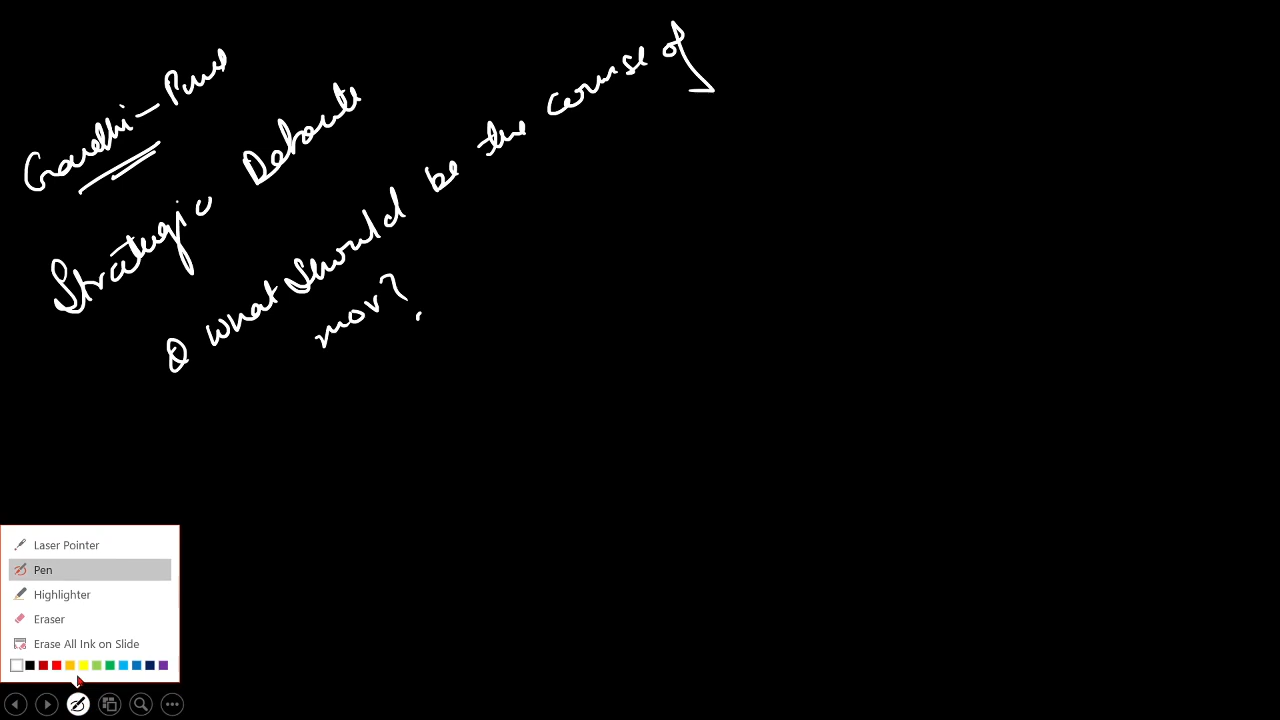 Gandhi-
Strategic Debate
Q What Should be the course of
mov?
Laser Pointer
Pen
Highlighter
Eraser
Erase All Ink on Slide